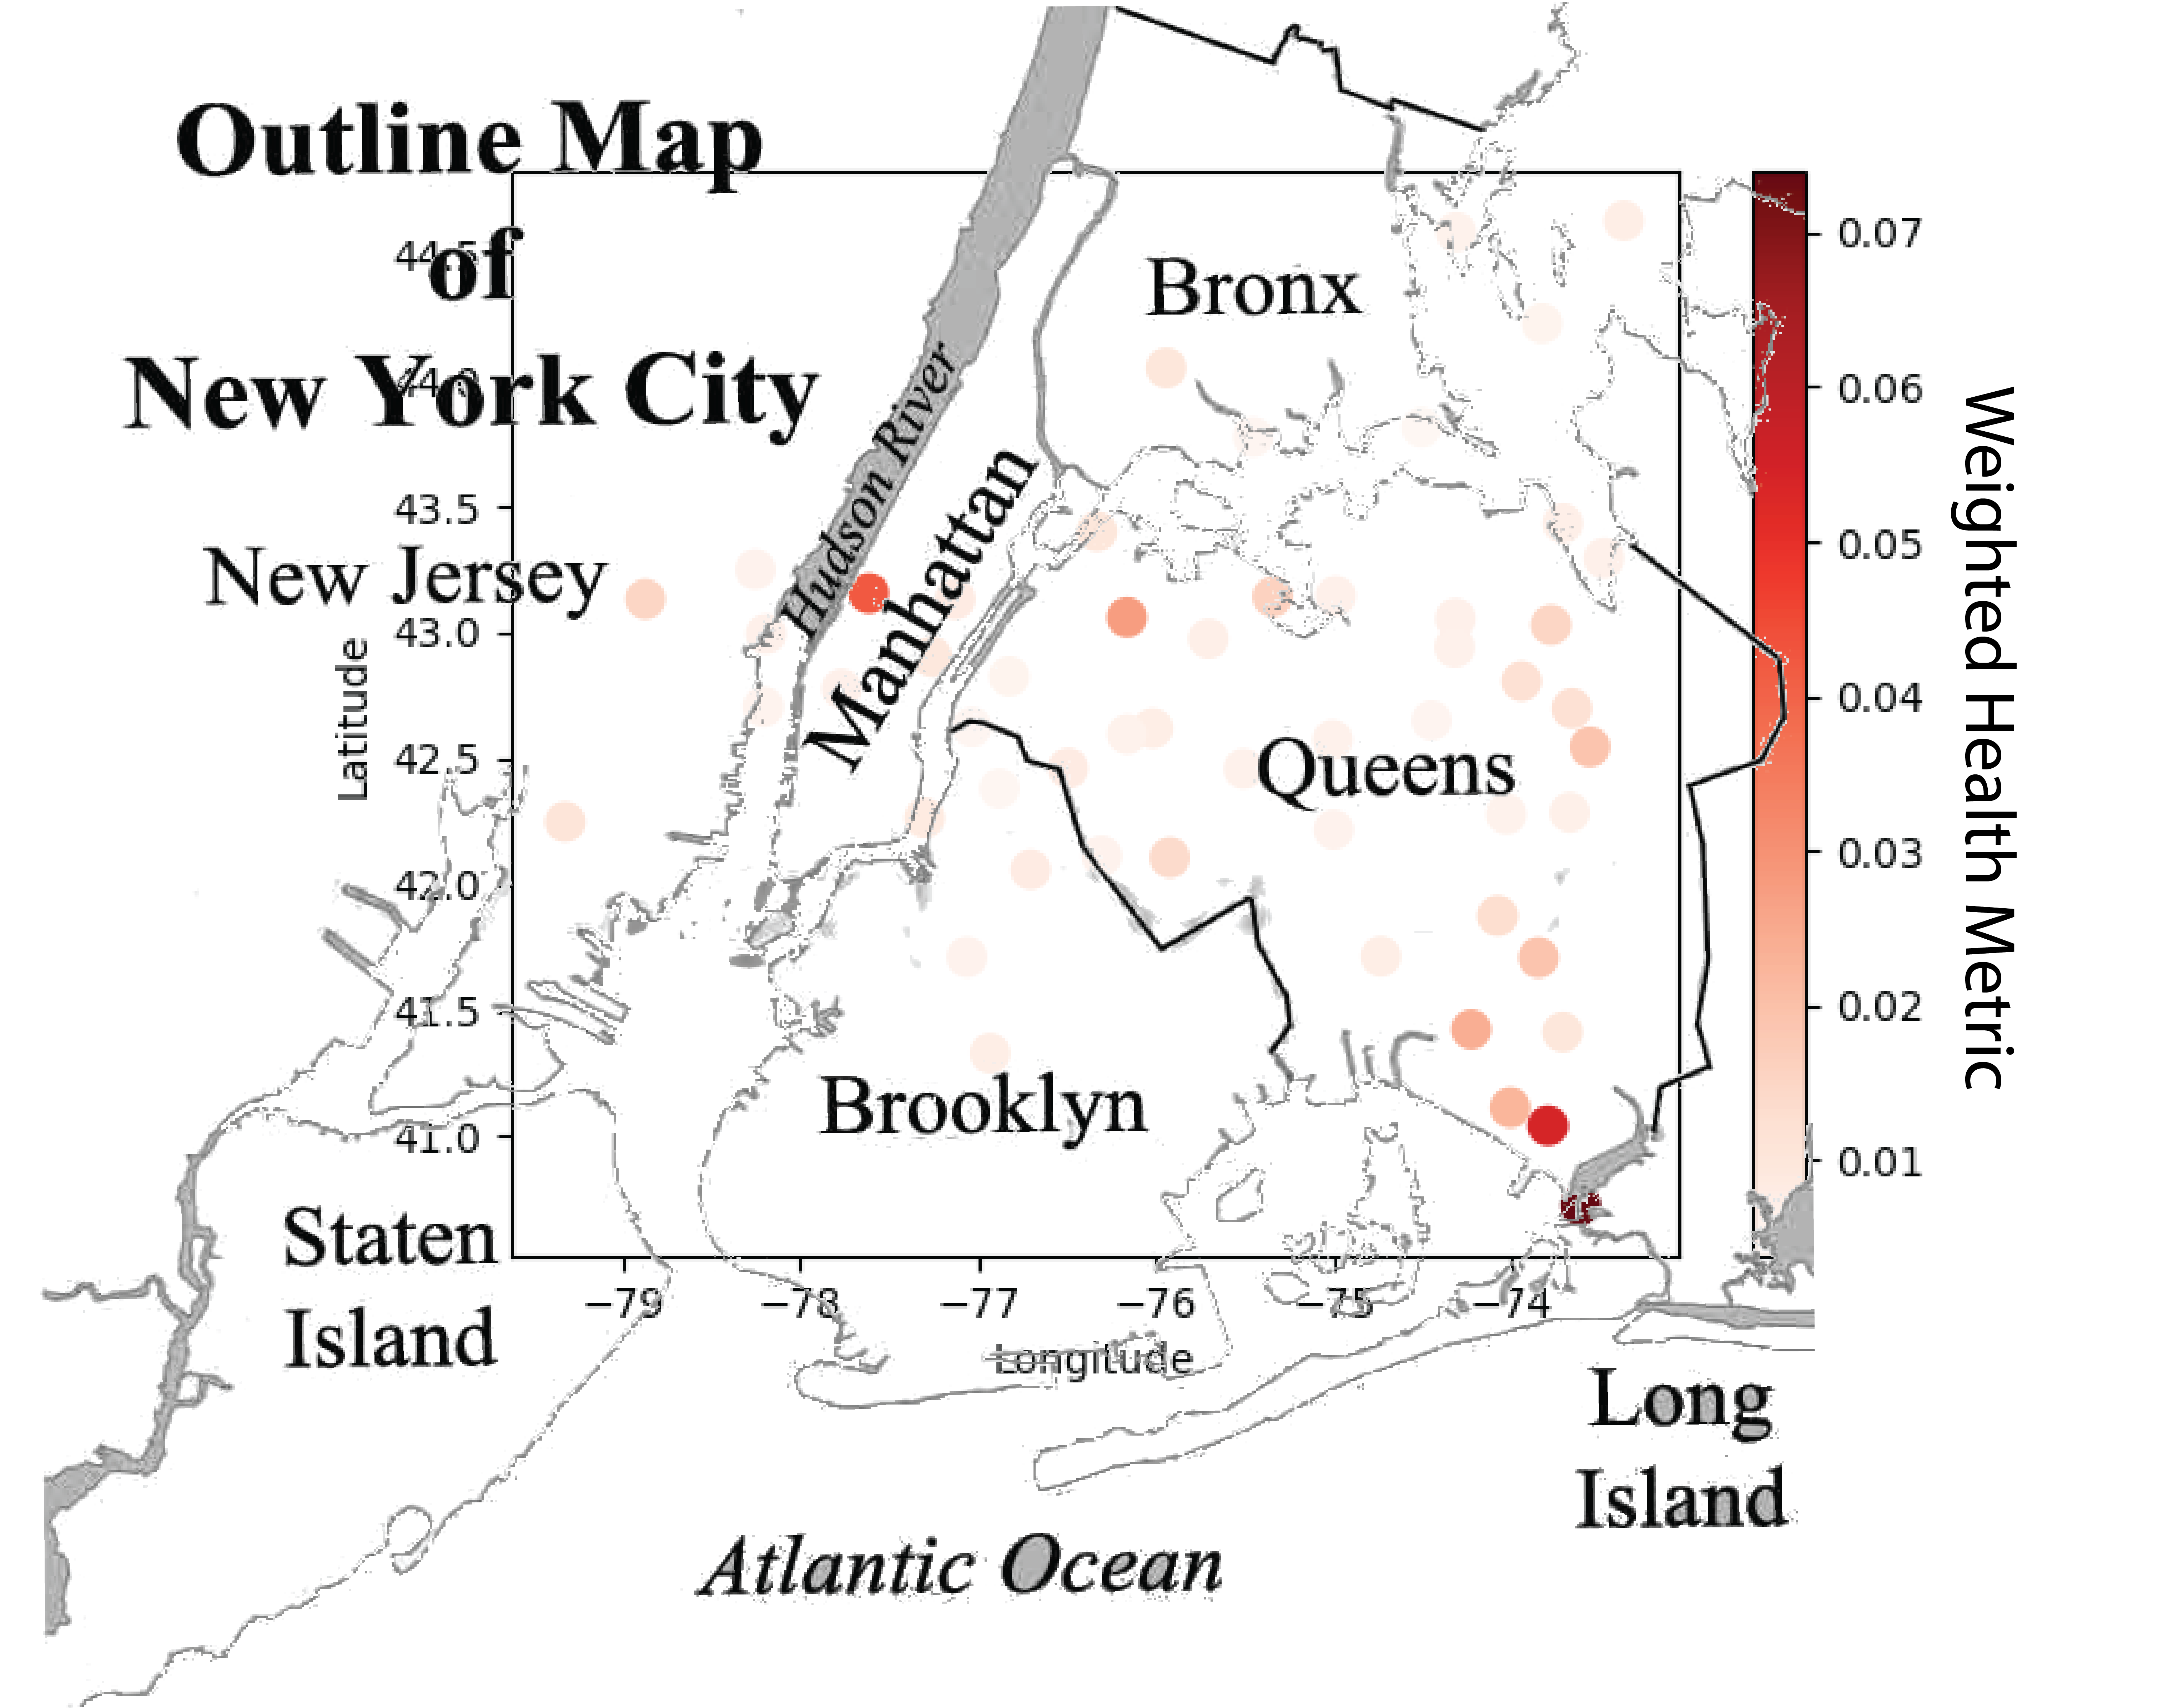 Outline Map
of
New York City
44.5
44.0
43.5
43.0
42.5
42.0
41.5
41.0
Latitude
New Jersey
Hudson River
Manhattan
Bronx
Queens
Brooklyn
Staten
Island
−79
−78
−77
−76
−75
−74
Longitude
Long
Island
Atlantic Ocean
0.07
0.06
0.05
0.04
0.03
0.02
0.01
Weighted Health Metric